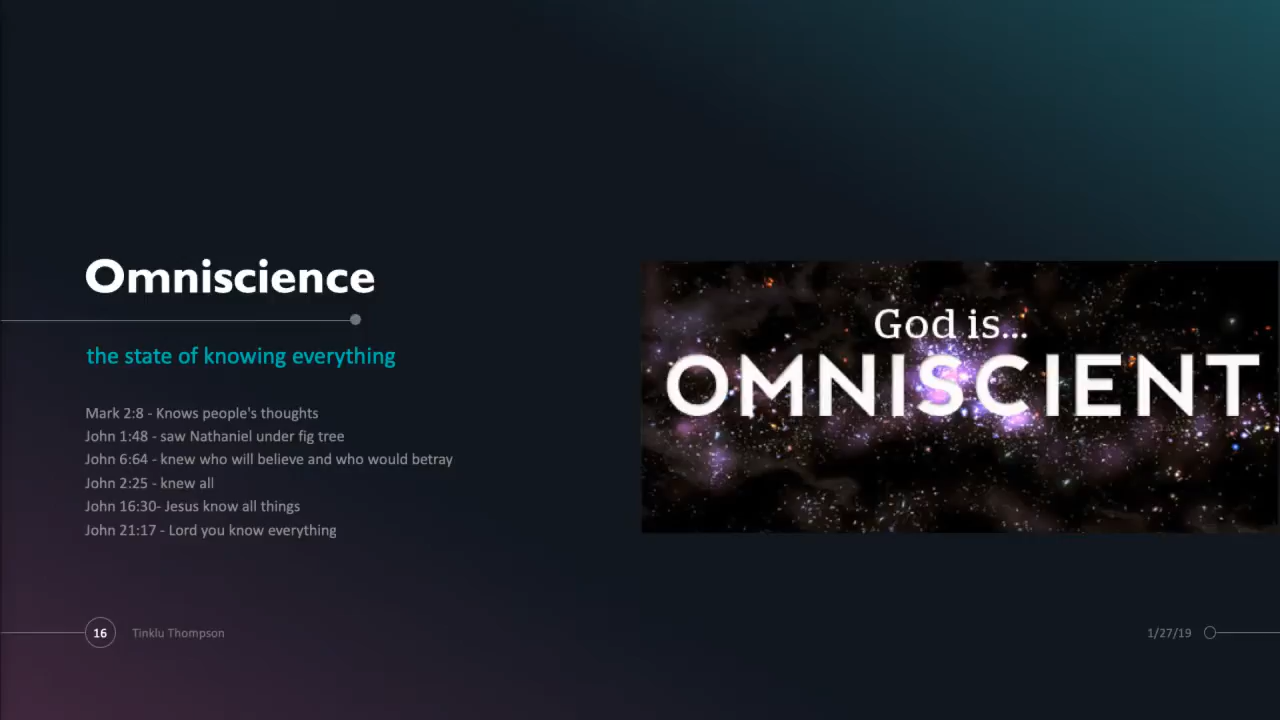 Omniscience
the state of knowing everything
Mark 2:8 - Knows people's thoughts
John 1:48 - saw Nathaniel under fig tree
John 6:64 - knew who will believe and who would betray
John 2:25 - knew all
John 16:30- Jesus know all things
John 21:17 - Lord you know everything
God is...
OMNISCIENT
16
Tinklu Thompson
1/27/19